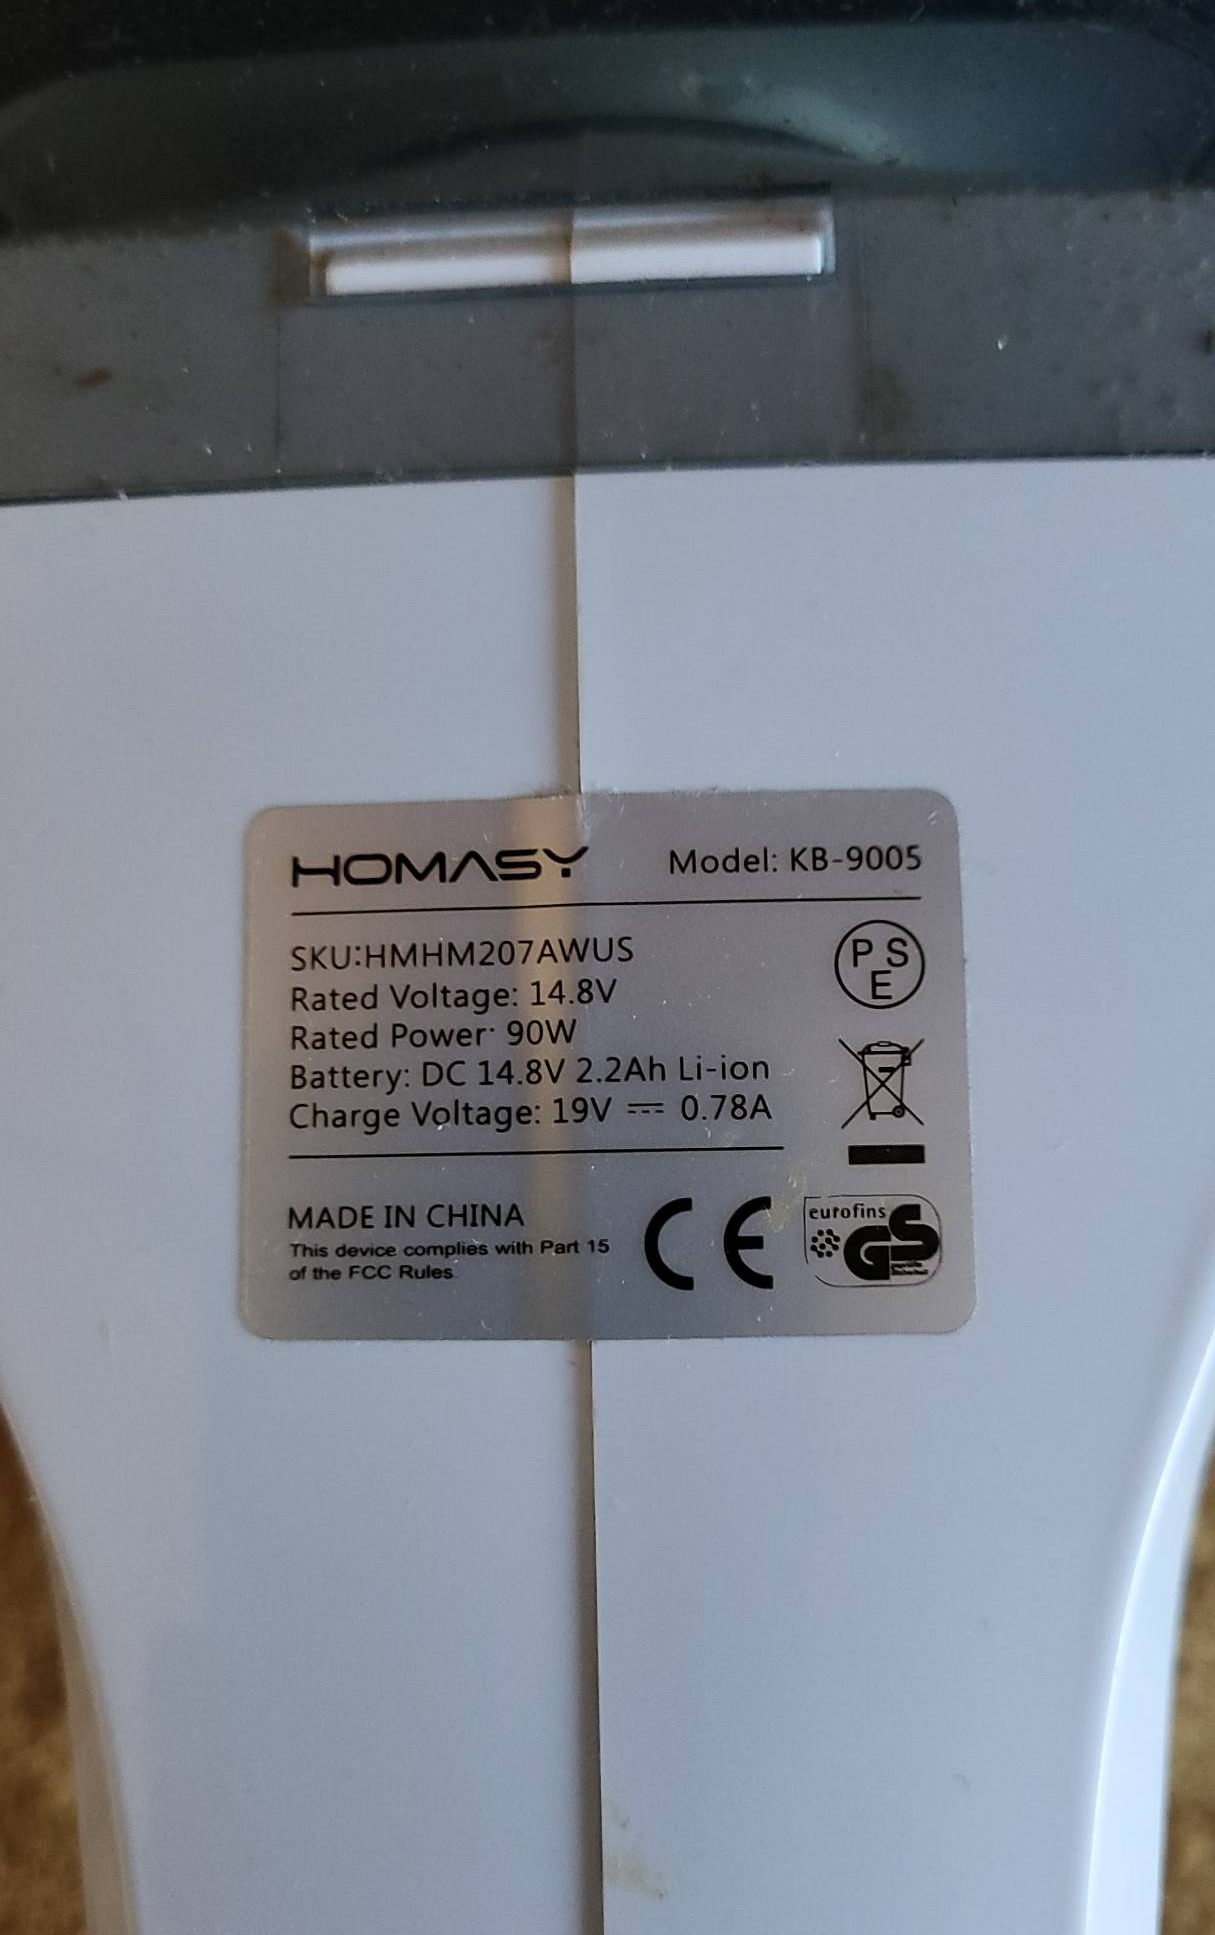 HOMASY Model: KB-9005
SKU:HMHM207AWUS
Rated Voltage: 14.8V
Rated Power: 90W
Battery: DC 14.8V 2.2Ah Li-ion
Charge Voltage: 19V ⎓ 0.78A
PSE
MADE IN CHINA
This device complies with Part 15
of the FCC Rules
CE
eurofins
GS